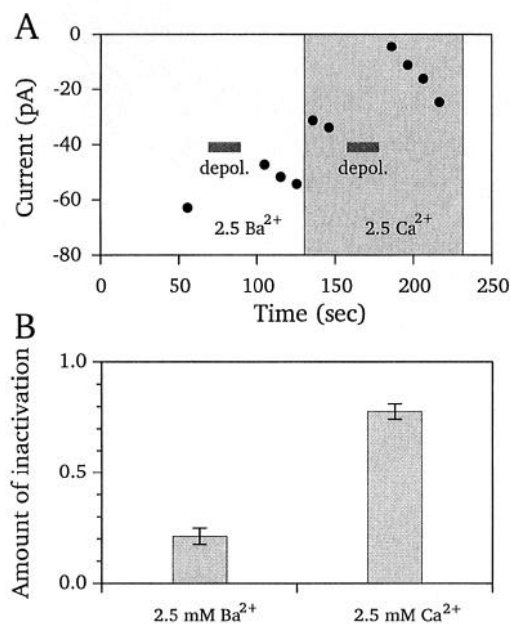 A
0
-20
-40
-60
-80
Current (pA)
depol.
depol.
2.5 Ba²⁺
2.5 Ca²⁺
0
50
100
150
200
250
Time (sec)
B
1.0
0.5
0.0
Amount of inactivation
2.5 mM Ba²⁺
2.5 mM Ca²⁺